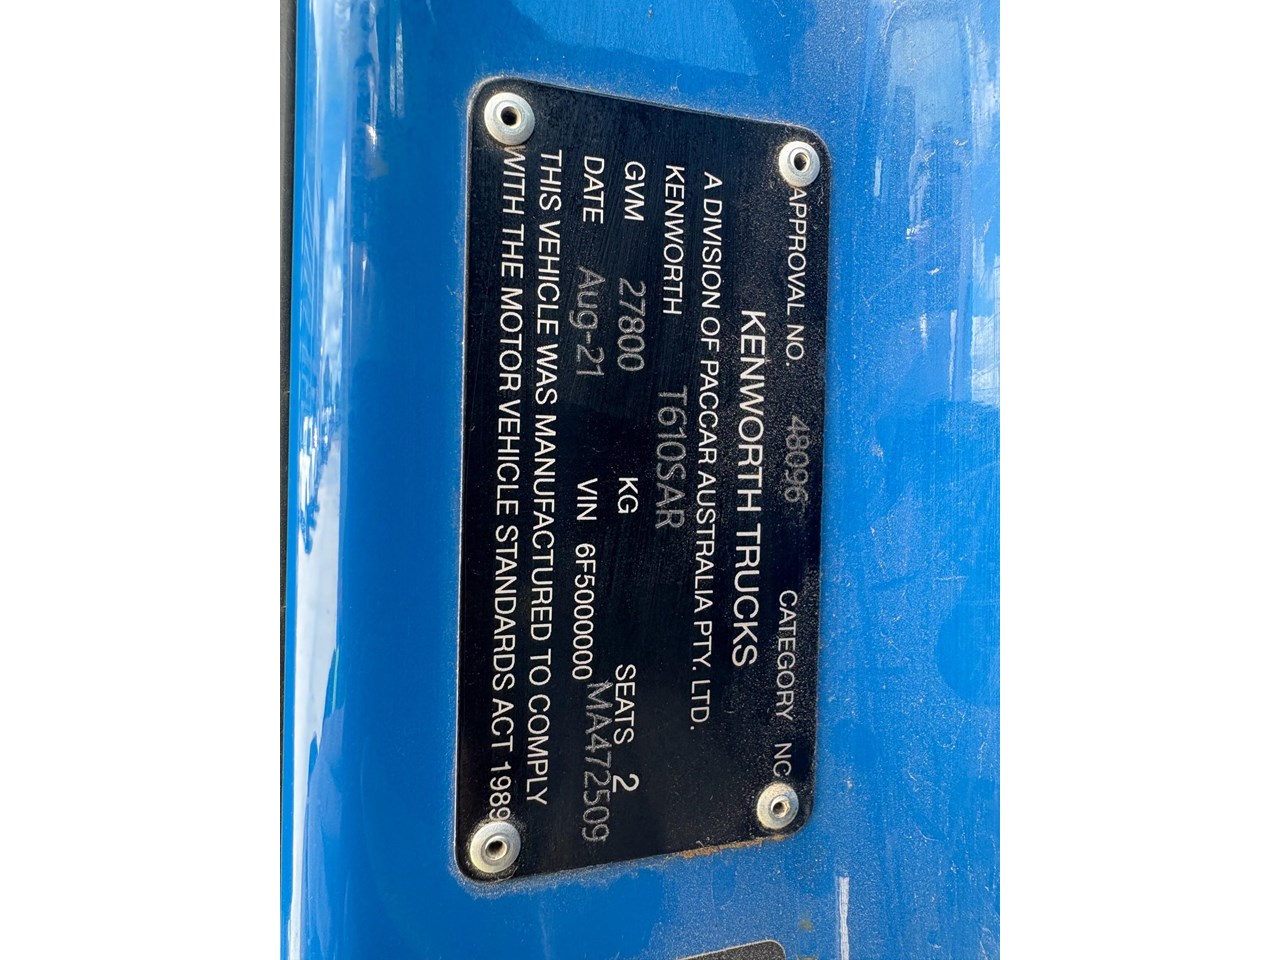 APPROVAL NO. 48096 CATEGORY NC
KENWORTH TRUCKS
A DIVISION OF PACCAR AUSTRALIA PTY. LTD.
KENWORTH T610SAR
GVM 27800 KG SEATS 2
DATE Aug-21 VIN 6F5000000MA472509
THIS VEHICLE WAS MANUFACTURED TO COMPLY
WITH THE MOTOR VEHICLE STANDARDS ACT 1989